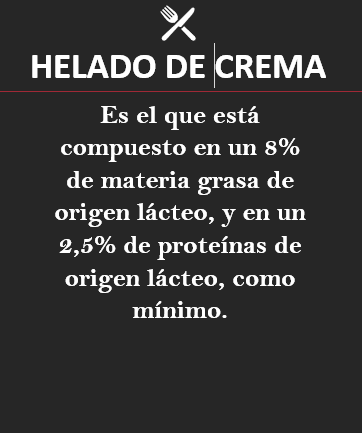 HELADO DE CREMA
Es el que está
compuesto en un 8%
de materia grasa de
origen lácteo, y en un
2,5% de proteínas de
origen lácteo, como
mínimo.